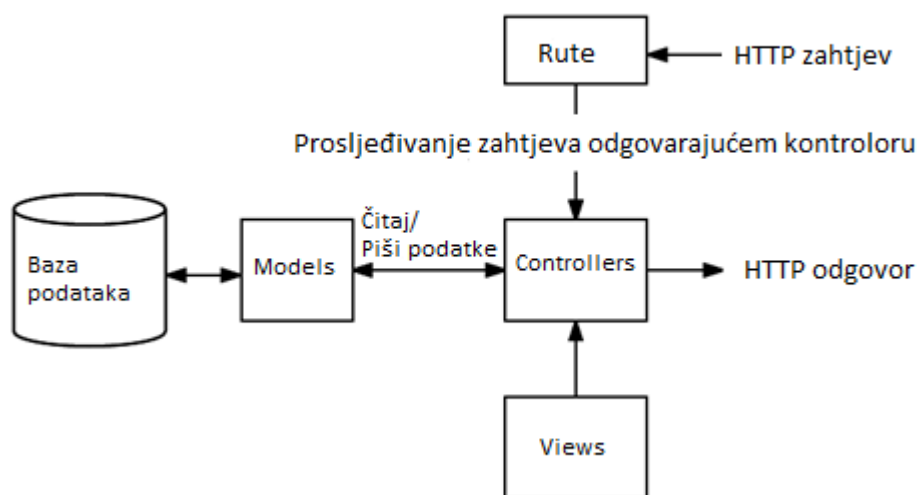 Rute
HTTP zahtjev
Prosljeđivanje zahtjeva odgovarajućem kontroloru
Čitaj/
Piši podatke
Baza
podataka
Models
Controllers
HTTP odgovor
Views